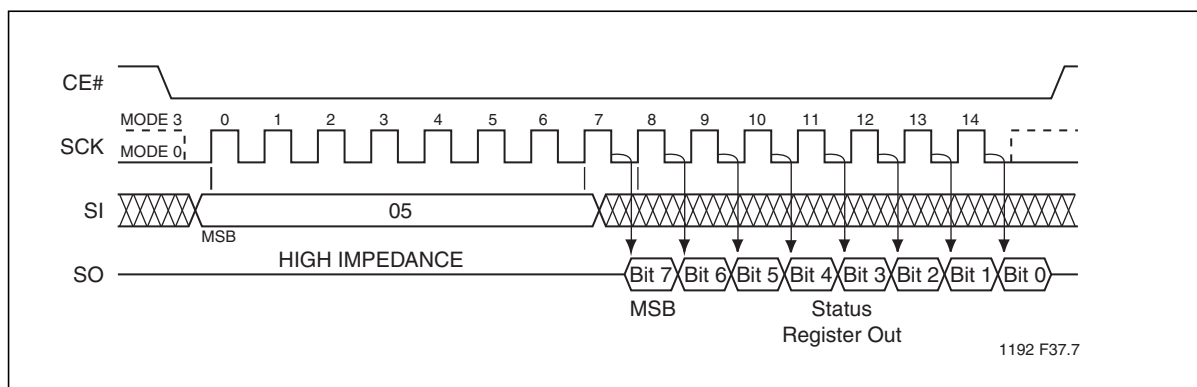 CE#
MODE 3 0 1 2 3 4 5 6 7 8 9 10 11 12 13 14
SCK
MODE 0
SI 05
MSB
HIGH IMPEDANCE
SO Bit 7 Bit 6 Bit 5 Bit 4 Bit 3 Bit 2 Bit 1 Bit 0
MSB Status
Register Out
1192 F37.7